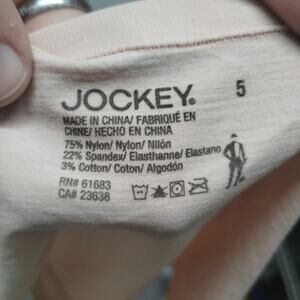 JOCKEY®
5
MADE IN CHINA/ FABRIQUÉ EN
CHINE/ HECHO EN CHINA
75% Nylon/ Nylon/ Nilón
22% Spandex/ Elasthanne/ Elastano
3% Cotton/ Coton/ Algodón
RN# 61683
CA# 23638